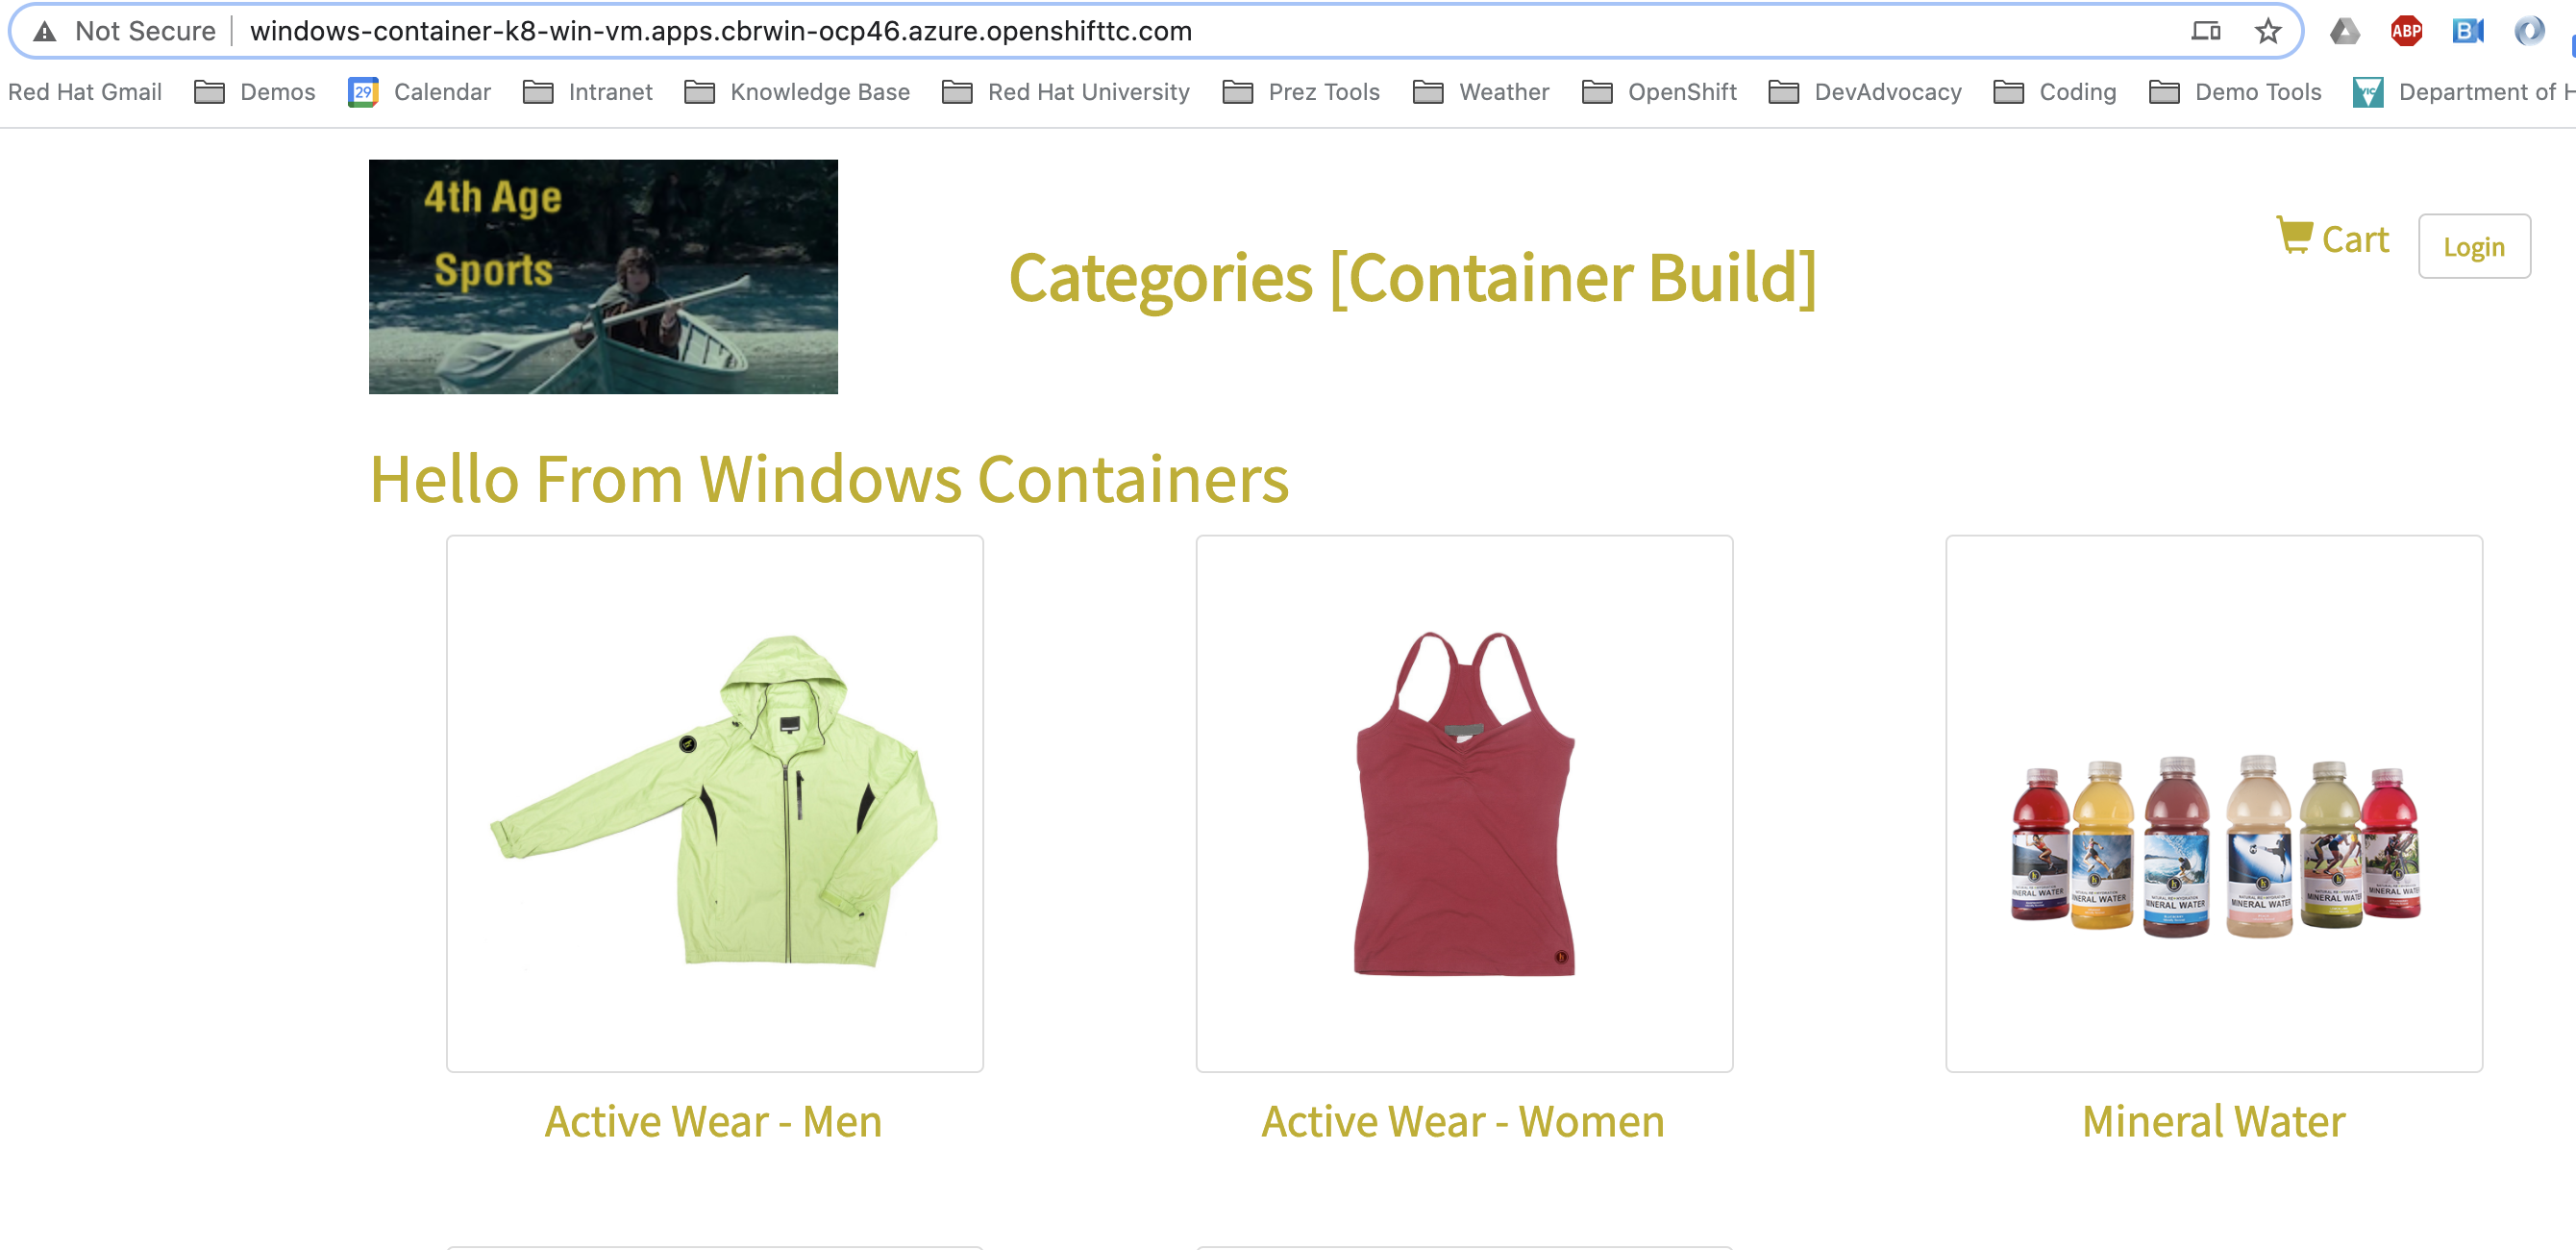 Not Secure windows-container-k8-win-vm.apps.cbrwin-ocp46.azure.openshifttc.com ABP B
Red Hat Gmail Demos 29 Calendar Intranet Knowledge Base Red Hat University Prez Tools Weather OpenShift DevAdvocacy Coding Demo Tools VIC Department of H
4th Age
Sports
Categories [Container Build]
Cart
Login
Hello From Windows Containers
MINERAL WATER
MINERAL WATER
MINERAL WATER
MINERAL WATER
MINERAL WATER
MINERAL WATER
Active Wear - Men
Active Wear - Women
Mineral Water